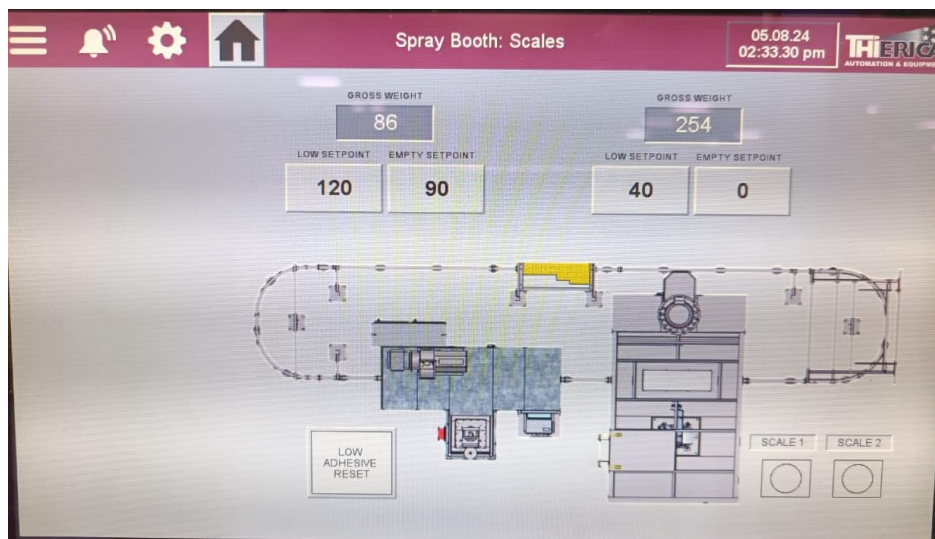 Spray Booth: Scales
05.08.24
02:33.30 pm
THIERICA
AUTOMATION & EQUIPME
GROSS WEIGHT
86
GROSS WEIGHT
254
LOW SETPOINT EMPTY SETPOINT
120 90
LOW SETPOINT EMPTY SETPOINT
40 0
LOW
ADHESIVE
RESET
SCALE 1 SCALE 2